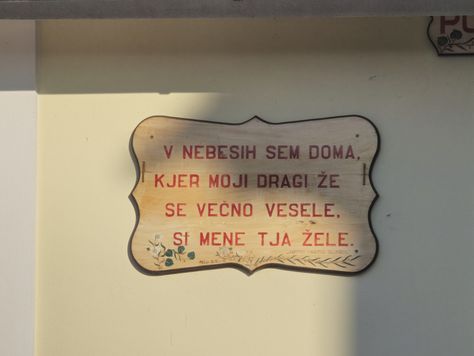 V NEBESIH SEM DOMA,
KJER MOJI DRAGI ŽE
SE VEČNO VESELE,
SI MENE TJA ŽELE.